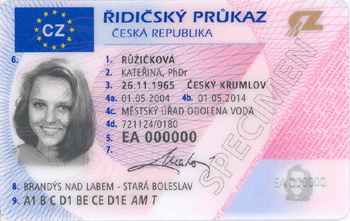 ŘIDIČSKÝ PRŮKAZ
CZ
ČESKÁ REPUBLIKA
6.
1. RŮŽIČKOVÁ
2. KATEŘINA, PhDr
3. 26.11.1965 ČESKÝ KRUMLOV
4a. 01.05.2004 4b. 01.05.2014
4c. MĚSTSKÝ ÚŘAD ODOLENA VODA
4d. 721124/0180
5. EA 000000
7.
SPECIMEN
EA 000000
8. BRANDÝS NAD LABEM - STARÁ BOLESLAV
9. A1 B C D1 BE CE D1E AM T